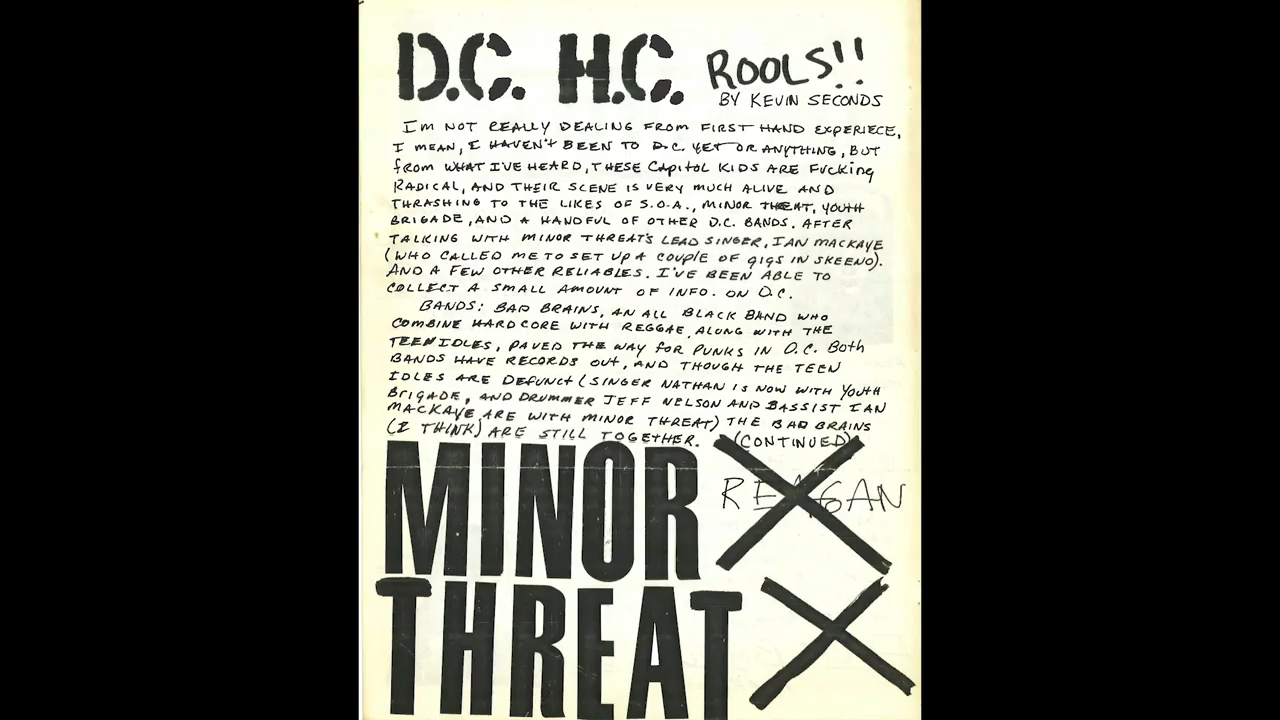 D.C. H.C. ROOLS!!
BY KEVIN SECONDS
I'M NOT REALLY DEALING FROM FIRST HAND EXPERIECE,
I MEAN, I HAVEN'T BEEN TO D.C. YET OR ANYTHING, BUT
from WHAT I'VE HEARD, THESE CAPITOL KIDS ARE FUCKing
RADICAL, AND THEIR SCENE IS VERY MUCH ALIVE AND
THRASHING TO THE LIKES OF S.O.A., MINOR THREAT, YOUTH
BRIGADE, AND A HANDFUL OF OTHER D.C. BANDS. AFTER
TALKING WITH MINOR THREAT'S LEAD SINGER, IAN MACKAYE
(WHO CALLED ME TO SET UP A COUPLE OF GIGS IN SKEENO).
AND A FEW OTHER RELIABLES. I'VE BEEN ABLE TO
COLLECT A SMALL AMOUNT OF INFO. ON D.C.
BANDS: BAD BRAINS, AN ALL BLACK BAND WHO
COMBINE HARDCORE WITH REGGAE, ALONG WITH THE
TEEN IDLES, PAVED THE WAY for PUNKS IN D.C. Both
BANDS HAVE RECORDS OUT, AND THOUGH THE TEEN
IDLES ARE DEFUNCT (SINGER NATHAN IS NOW WITH YOUTH
BRIGADE, AND DRUMMER JEFF NELSON AND BASSIST IAN
MACKAYE ARE WITH MINOR THREAT) THE BAD BRAINS
(I THINK) ARE STILL TOGETHER. (CONTINUED)
MINOR
REAGAN
THREAT